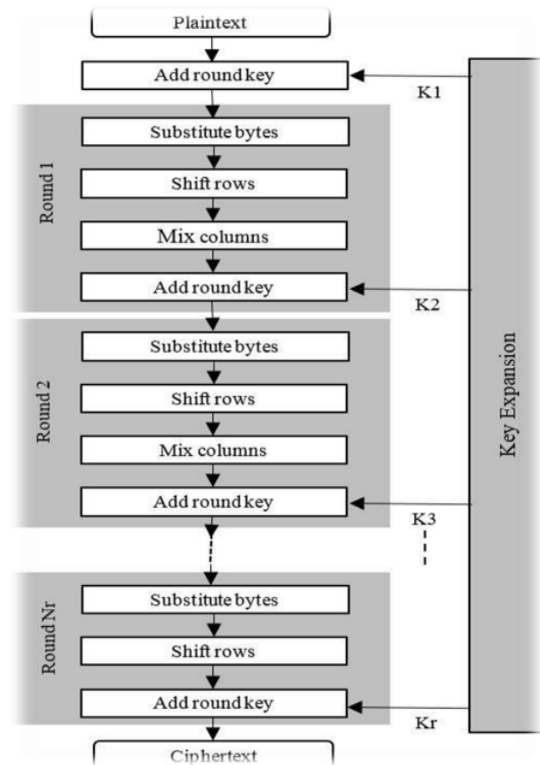 Plaintext
Add round key
K1
Round 1
Substitute bytes
Shift rows
Mix columns
Add round key
K2
Round 2
Substitute bytes
Shift rows
Mix columns
Add round key
K3
Key Expansion
Round Nr
Substitute bytes
Shift rows
Add round key
Kr
Ciphertext